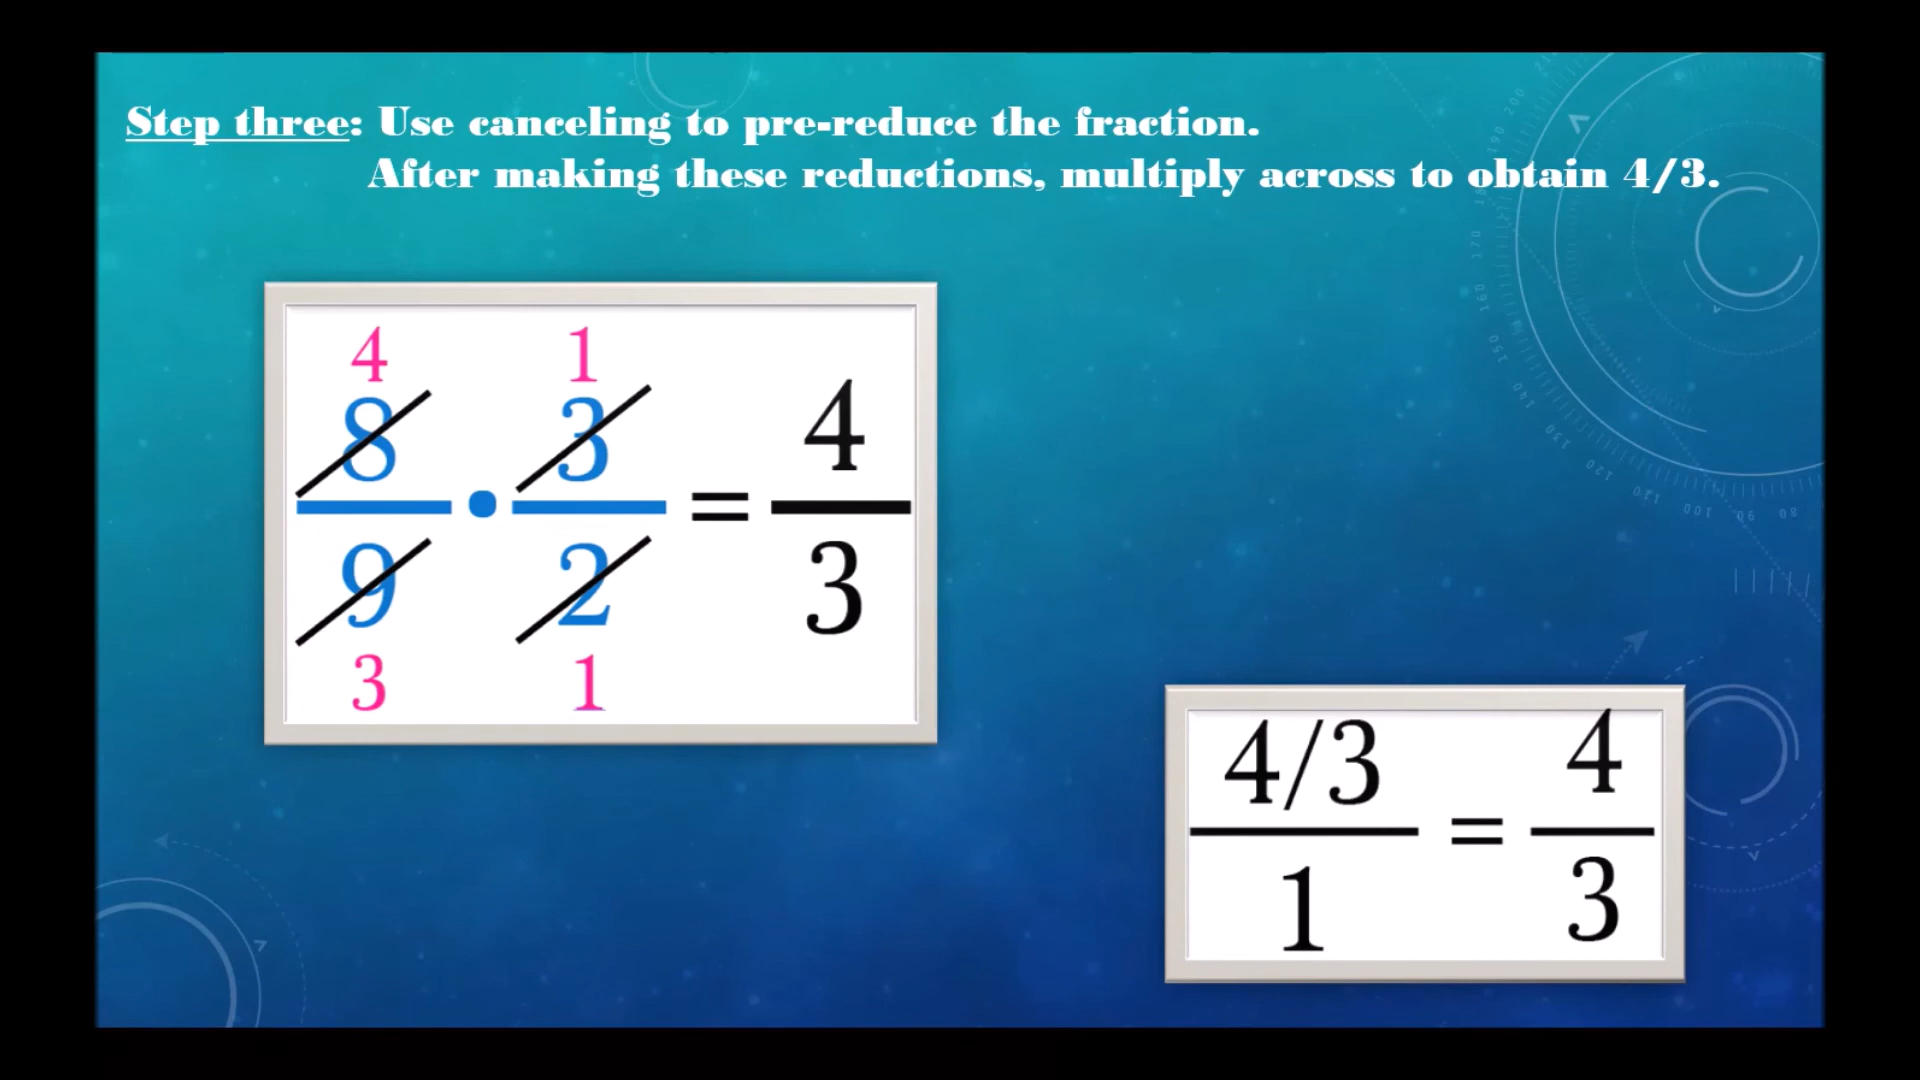 Step three: Use canceling to pre-reduce the fraction.
After making these reductions, multiply across to obtain 4/3.
4 1
8 3 4
• =
9 2 3
3 1
4/3 4
=
1 3